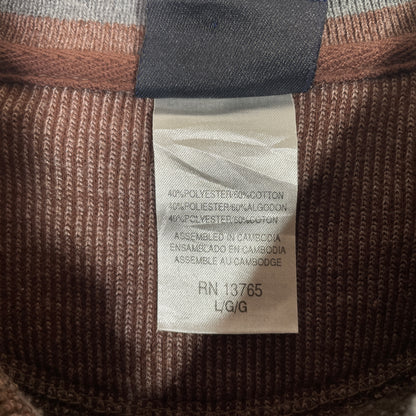 40%POLYESTER/60%COTTON
40%POLIESTER/60%ALGODON
40%POLYESTER/60%COTON
ASSEMBLED IN CAMBODIA
ENSAMBLADO EN CAMBODIA
ASSEMBLE AU CAMBODGE
RN 13765
L/G/G